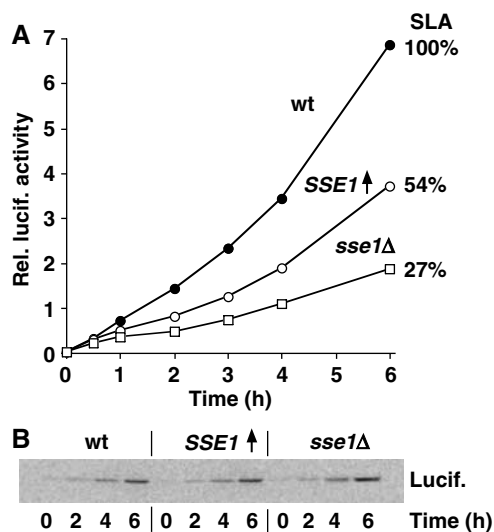 A
SLA
7
6
5
4
3
2
1
0
Rel. lucif. activity
wt
100%
SSE1
54%
sse1Δ
27%
0 1 2 3 4 5 6
Time (h)
B
wt SSE1 sse1Δ
Lucif.
0 2 4 6 0 2 4 6 0 2 4 6 Time (h)